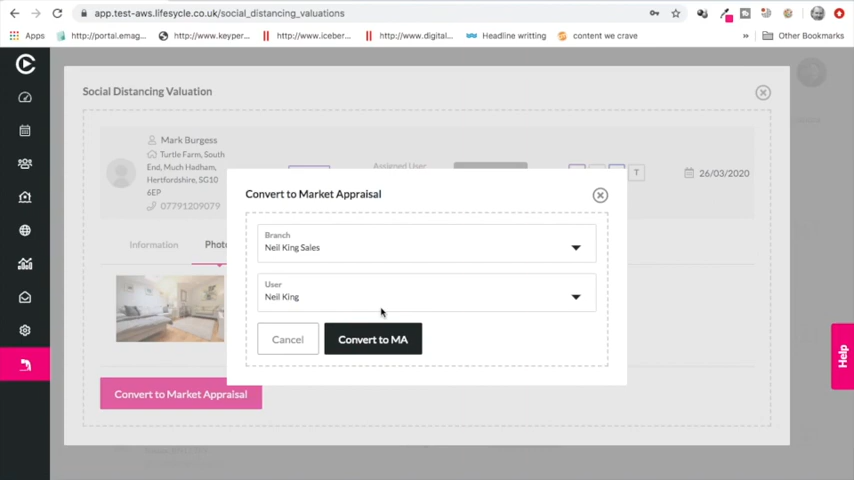 app.test-aws.lifesycle.co.uk/social_distancing_valuations
Apps
http://portal.emag...
http://www.keyper...
http://www.iceber...
http://www.digital...
Headline writting
content we crave
»
Other Bookmarks
Social Distancing Valuation
Mark Burgess
Turtle Farm, South
End, Much Hadham,
Hertfordshire, SG10
6EP
07791209079
Assigned User
T
26/03/2020
Information
Phot
Convert to Market Appraisal
Branch
Neil King Sales
User
Neil King
Cancel
Convert to MA
Convert to Market Appraisal
Help